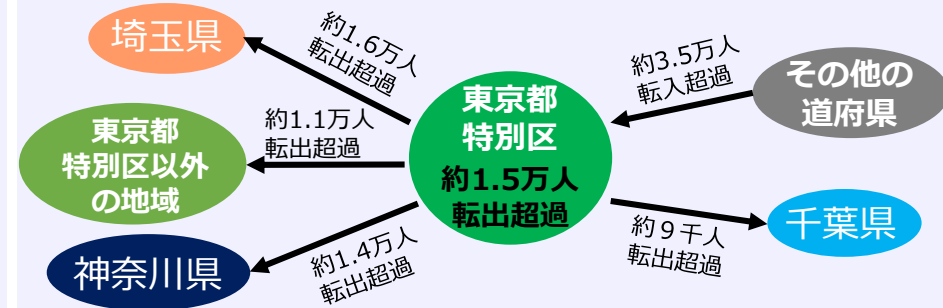 埼玉県
約1.6万人
転出超過
約3.5万人
転入超過
その他の
道府県
東京都
特別区
約1.5万人
転出超過
東京都
特別区以外
の地域
約1.1万人
転出超過
神奈川県
約1.4万人
転出超過
約９千人
転出超過
千葉県